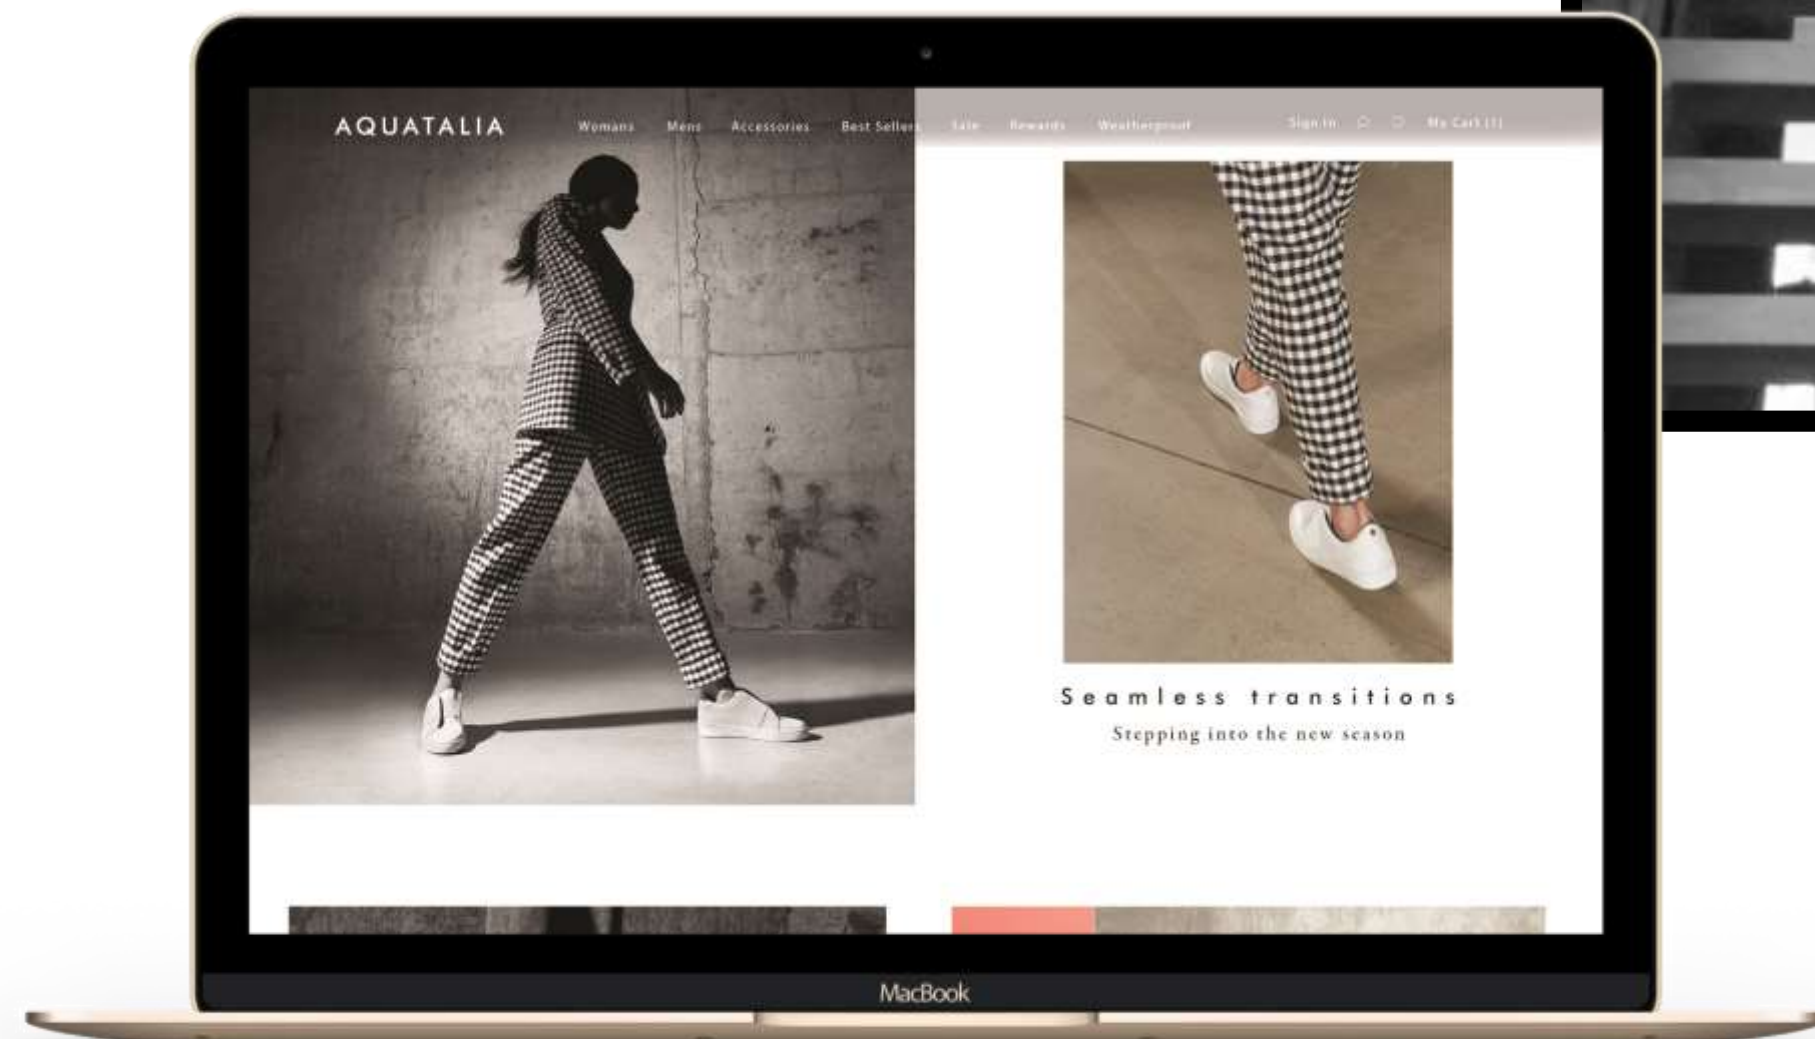 AQUATALIA Womans Mens Accessories Best Sellers Sale Rewards Weatherproof Sign In My Cart (1)
Seamless transitions
Stepping into the new season
MacBook